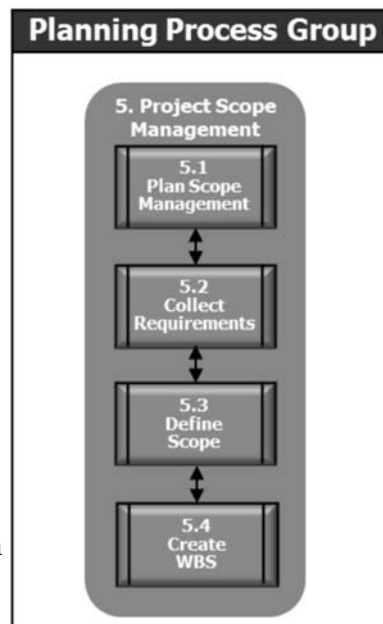 Planning Process Group
5. Project Scope
Management
5.1
Plan Scope
Management
5.2
Collect
Requirements
5.3
Define
Scope
5.4
Create
WBS